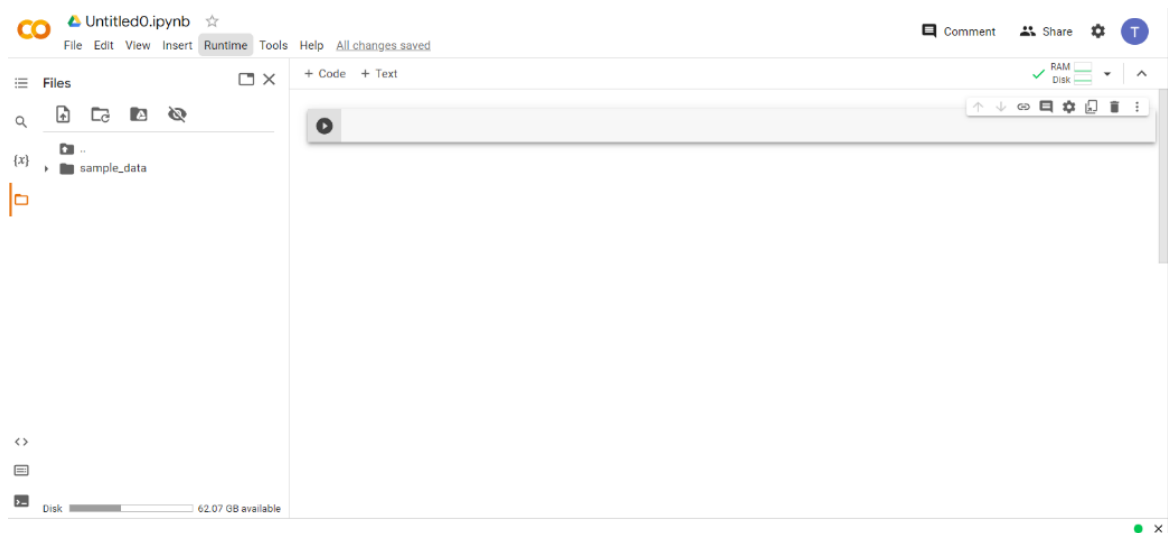 CO Untitled0.ipynb
File Edit View Insert Runtime Tools Help All changes saved
Comment Share T
Files
+ Code + Text
RAM
Disk
..
{x}
sample_data
Disk 62.07 GB available